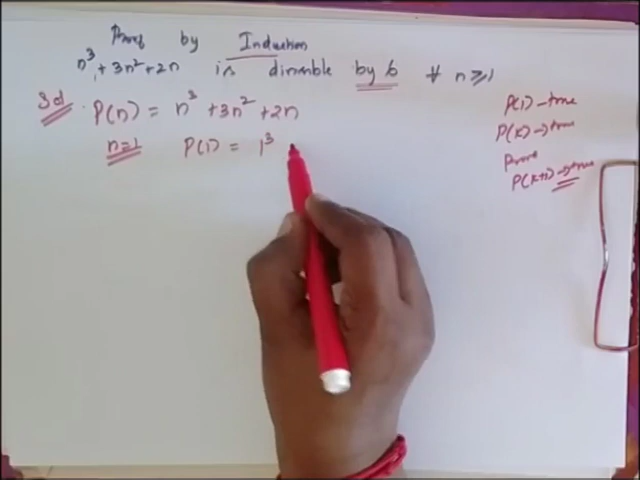 Proof by Induction
n³ + 3n² + 2n is divisible by 6 ∀ n ≥ 1
Sol. P(n) = n³ + 3n² + 2n
n=1 P(1) = 1³
P(1) → true
P(k) → true
Prove
P(k+1) → true